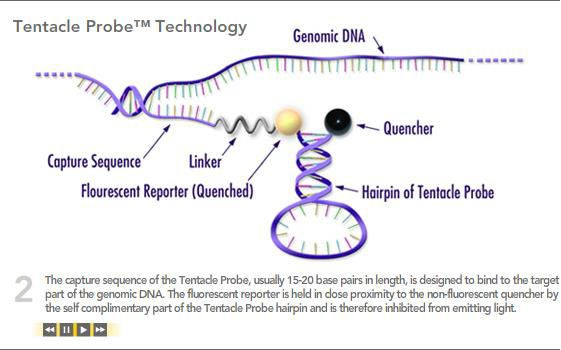 Tentacle Probe™ Technology
Genomic DNA
Quencher
Capture Sequence
Linker
Flourescent Reporter (Quenched)
Hairpin of Tentacle Probe
2
The capture sequence of the Tentacle Probe, usually 15-20 base pairs in length, is designed to bind to the target
part of the genomic DNA. The fluorescent reporter is held in close proximity to the non-fluorescent quencher by
the self complimentary part of the Tentacle Probe hairpin and is therefore inhibited from emitting light.